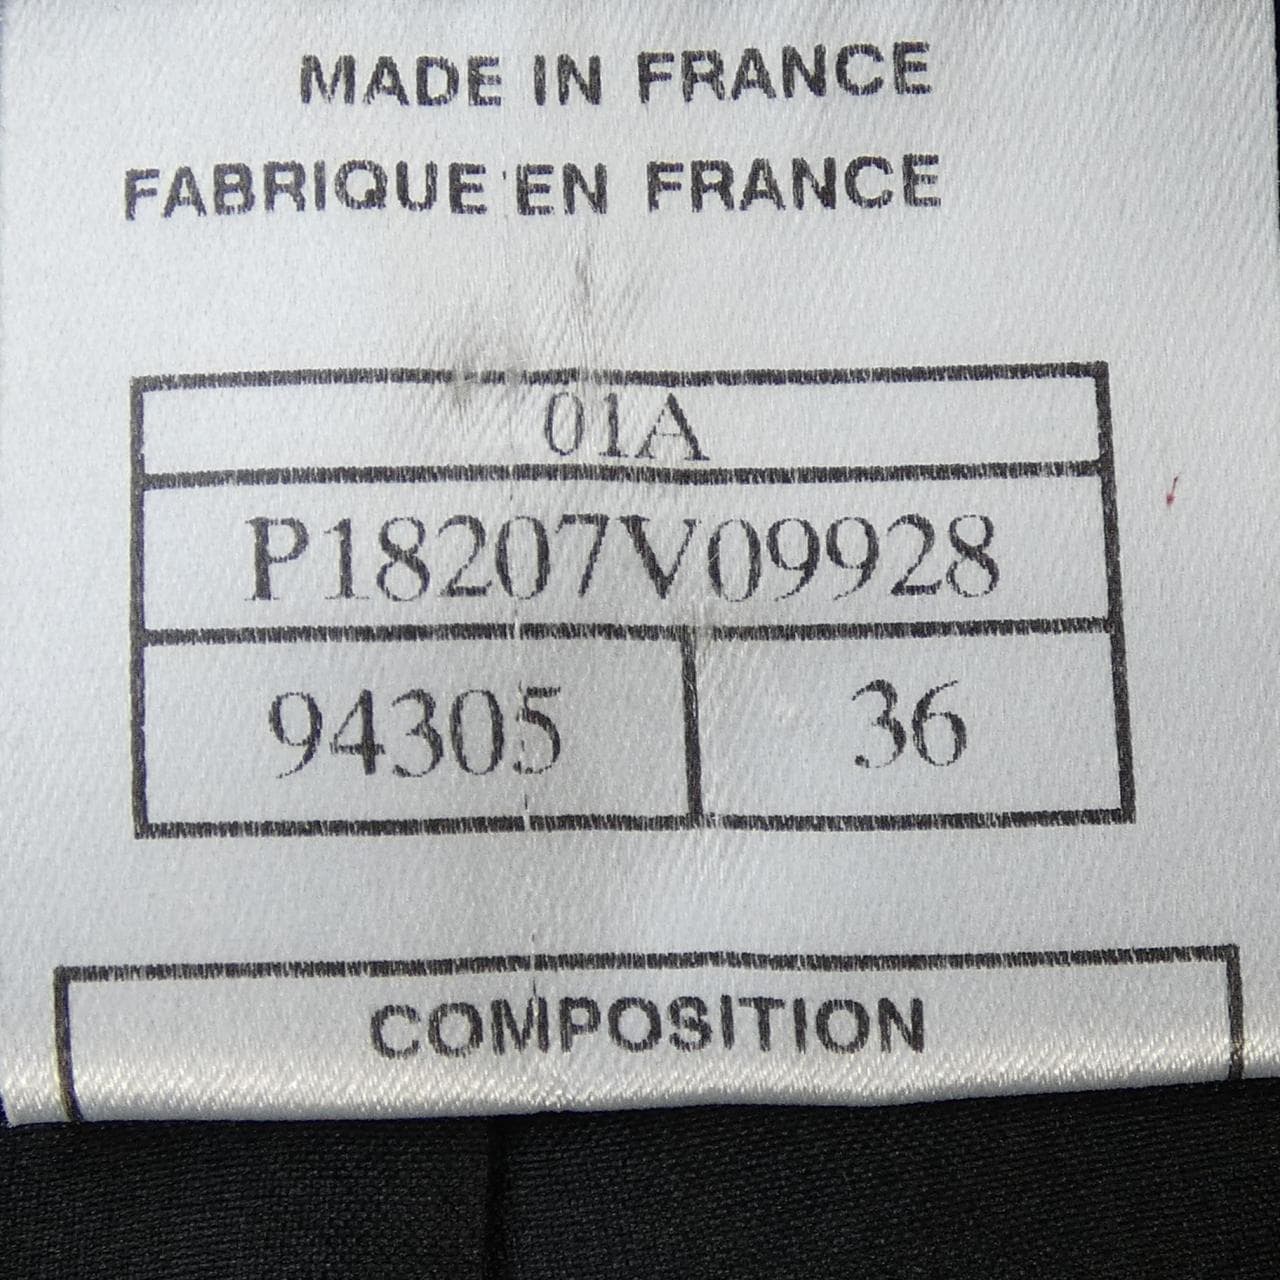 MADE IN FRANCE
FABRIQUE EN FRANCE
01A
P18207V09928
94305 36
COMPOSITION